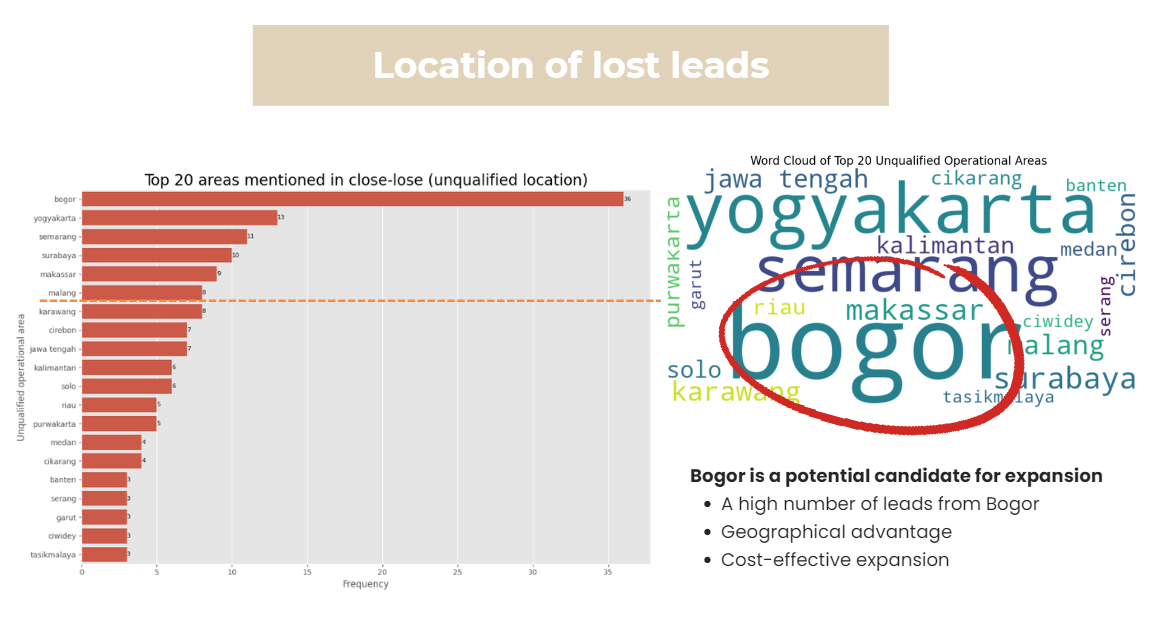 Location of lost leads
Top 20 areas mentioned in close-lose (unqualified location)
Unqualified operational area
bogor 36
yogyakarta 13
semarang 11
surabaya 10
makassar 9
malang 8
karawang 8
cirebon 7
jawa tengah 7
kalimantan 6
solo 6
riau 5
purwakarta 5
medan 4
cikarang 4
banten 3
serang 3
garut 3
ciwidey 3
tasikmalaya 3
0 5 10 15 20 25 30 35
Frequency
Word Cloud of Top 20 Unqualified Operational Areas
jawa tengah
cikarang
banten
yogyakarta
purwakarta
cirebon
kalimantan
medan
garut
semarang
serang
riau
makassar
ciwidey
bogor
malang
solo
surabaya
karawang
tasikmalaya
Bogor is a potential candidate for expansion
• A high number of leads from Bogor
• Geographical advantage
• Cost-effective expansion